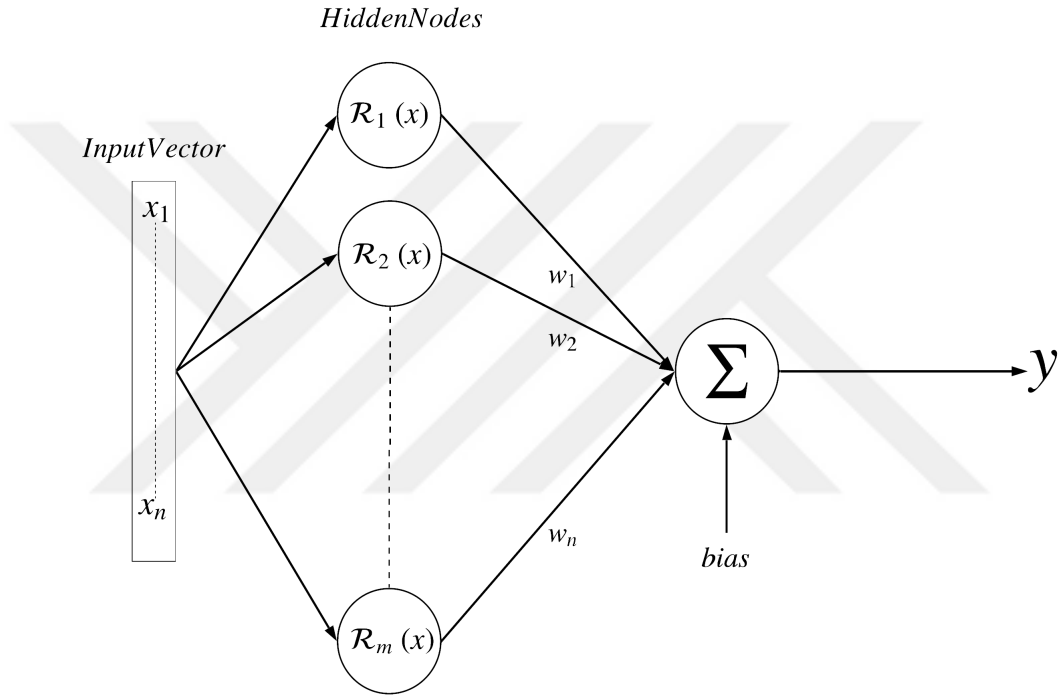 HiddenNodes
InputVector
x₁
xₙ
ℛ₁ (x)
ℛ₂ (x)
ℛₘ (x)
w₁
w₂
wₙ
Σ
bias
y